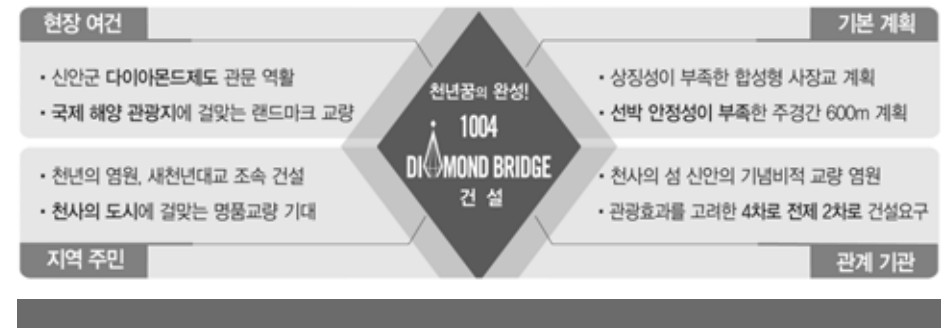 현장 여건
· 신안군 다이아몬드제도 관문 역활
· 국제 해양 관광지에 걸맞는 랜드마크 교량
기본 계획
· 상징성이 부족한 합성형 사장교 계획
· 선박 안정성이 부족한 주경간 600m 계획
천년꿈의 완성!
1004
DIAMOND BRIDGE
건 설
· 천년의 염원, 새천년대교 조속 건설
· 천사의 도시에 걸맞는 명품교량 기대
지역 주민
· 천사의 섬 신안의 기념비적 교량 염원
· 관광효과를 고려한 4차로 전제 2차로 건설요구
관계 기관